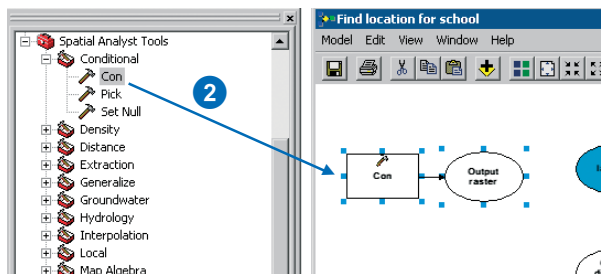 Spatial Analyst Tools
Conditional
Con
Pick
Set Null
Density
Distance
Extraction
Generalize
Groundwater
Hydrology
Interpolation
Local
Map Algebra
2
Find location for school
Model Edit View Window Help
Con
Output
raster